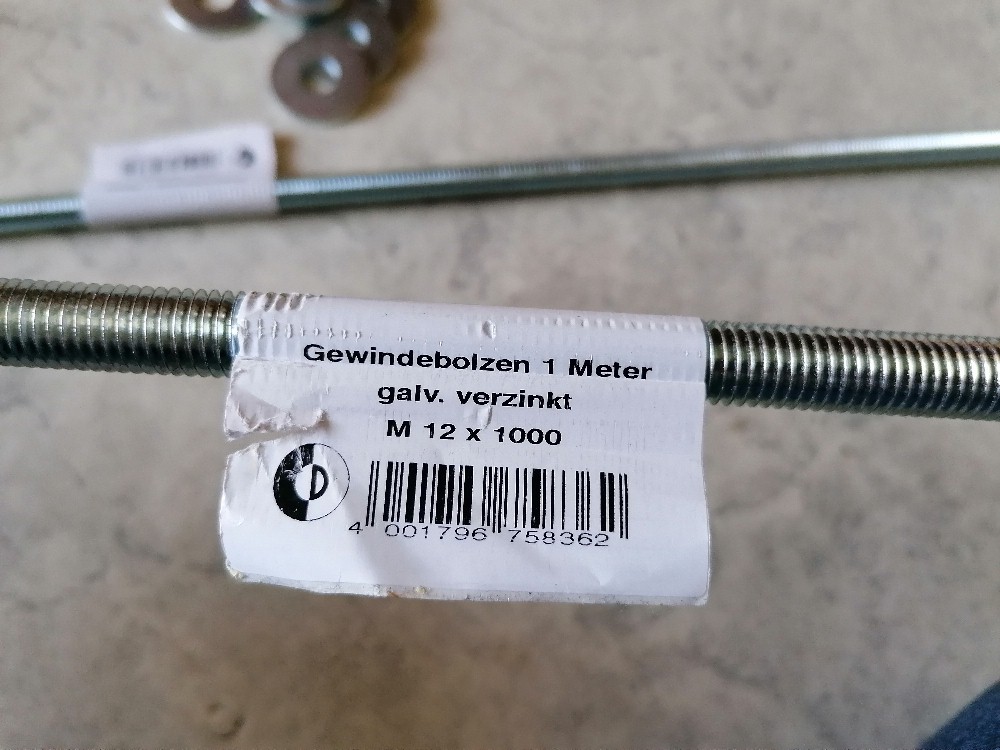 Gewindebolzen 1 Meter
galv. verzinkt
M 12 x 1000
4 001796 758362